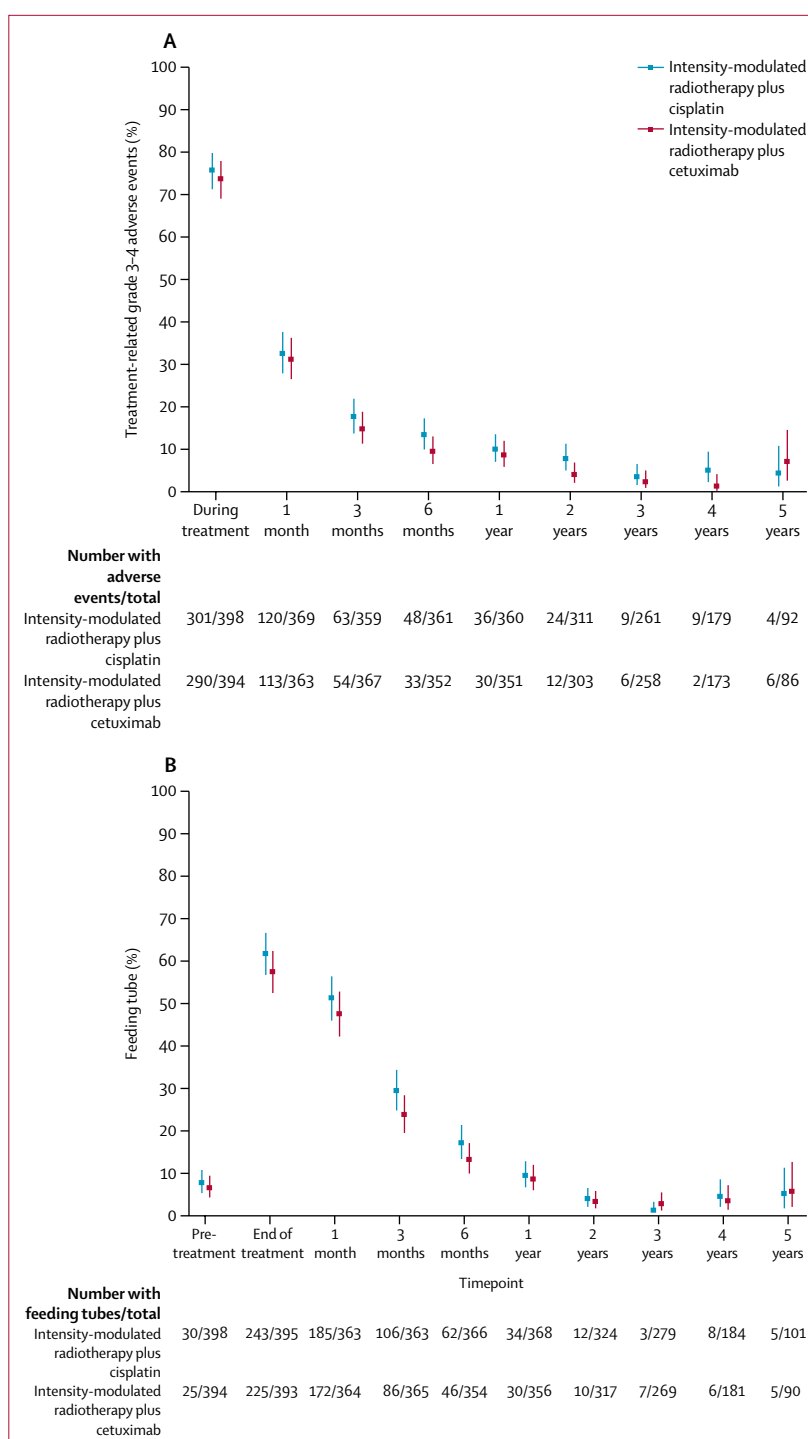 A
100
90
80
70
60
50
40
30
20
10
0
Treatment-related grade 3–4 adverse events (%)
Intensity-modulated
radiotherapy plus
cisplatin
Intensity-modulated
radiotherapy plus
cetuximab
During 1 3 6 1 2 3 4 5
treatment month months months year years years years years
Number with
adverse
events/total
Intensity-modulated 301/398 120/369 63/359 48/361 36/360 24/311 9/261 9/179 4/92
radiotherapy plus
cisplatin
Intensity-modulated 290/394 113/363 54/367 33/352 30/351 12/303 6/258 2/173 6/86
radiotherapy plus
cetuximab
B
100
90
80
70
60
50
40
30
20
10
0
Feeding tube (%)
Pre- End of 1 3 6 1 2 3 4 5
treatment treatment month months months year years years years years
Timepoint
Number with
feeding tubes/total
Intensity-modulated 30/398 243/395 185/363 106/363 62/366 34/368 12/324 3/279 8/184 5/101
radiotherapy plus
cisplatin
Intensity-modulated 25/394 225/393 172/364 86/365 46/354 30/356 10/317 7/269 6/181 5/90
radiotherapy plus
cetuximab